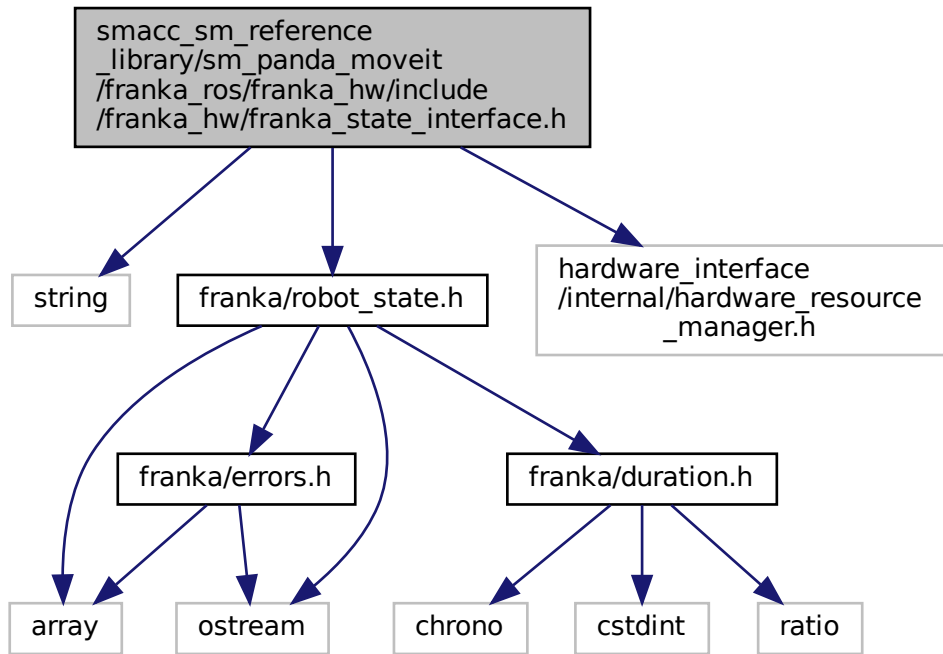 smacc_sm_reference
_library/sm_panda_moveit
/franka_ros/franka_hw/include
/franka_hw/franka_state_interface.h
string
franka/robot_state.h
hardware_interface
/internal/hardware_resource
_manager.h
franka/errors.h
franka/duration.h
array
ostream
chrono
cstdint
ratio